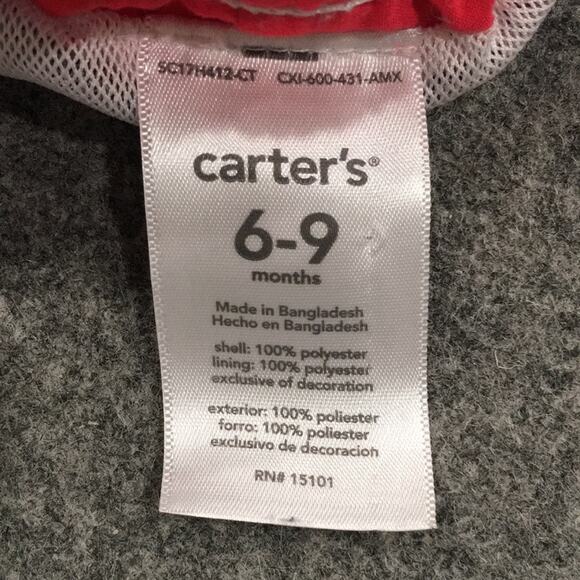 SC17H412-CT CXI-600-431-AMX
carter's®
6-9
months
Made in Bangladesh
Hecho en Bangladesh
shell: 100% polyester
lining: 100% polyester
exclusive of decoration
exterior: 100% poliester
forro: 100% poliester
exclusivo de decoracion
RN# 15101